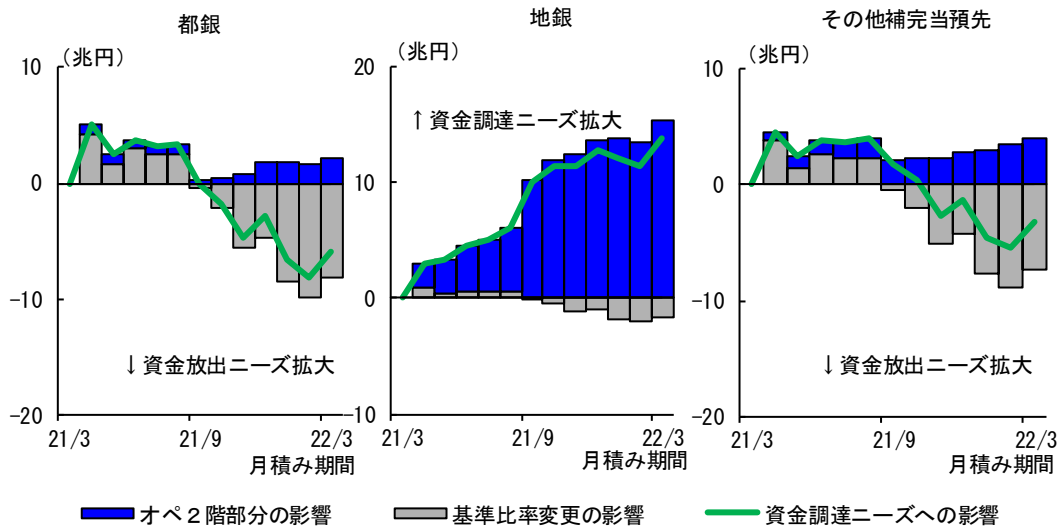 都銀
（兆円）
10
0
−10
−20
↓資金放出ニーズ拡大
21/3
21/9
22/3
月積み期間
地銀
（兆円）
20
10
0
−10
↑資金調達ニーズ拡大
21/3
21/9
22/3
月積み期間
その他補完当預先
（兆円）
10
0
−10
−20
↓資金放出ニーズ拡大
21/3
21/9
22/3
月積み期間
オペ２階部分の影響
基準比率変更の影響
資金調達ニーズへの影響